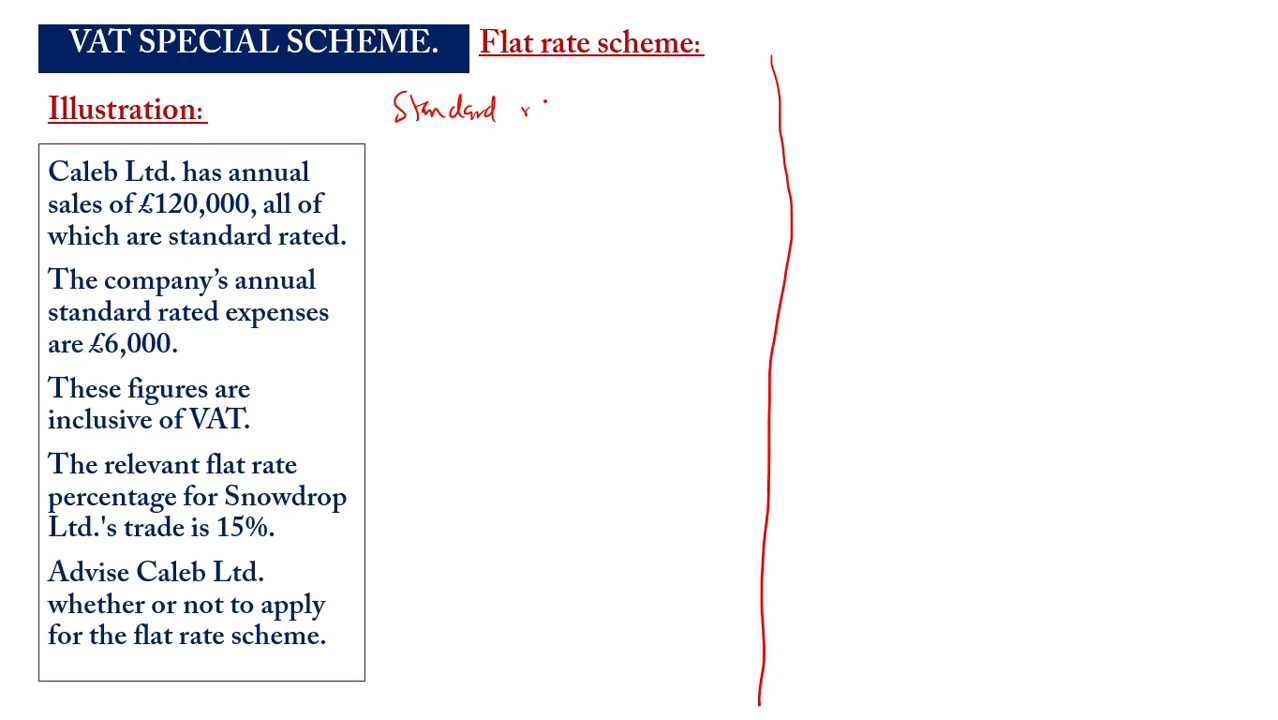 VAT SPECIAL SCHEME. Flat rate scheme:
Illustration:
Standard
Caleb Ltd. has annual
sales of £120,000, all of
which are standard rated.
The company’s annual
standard rated expenses
are £6,000.
These figures are
inclusive of VAT.
The relevant flat rate
percentage for Snowdrop
Ltd.'s trade is 15%.
Advise Caleb Ltd.
whether or not to apply
for the flat rate scheme.